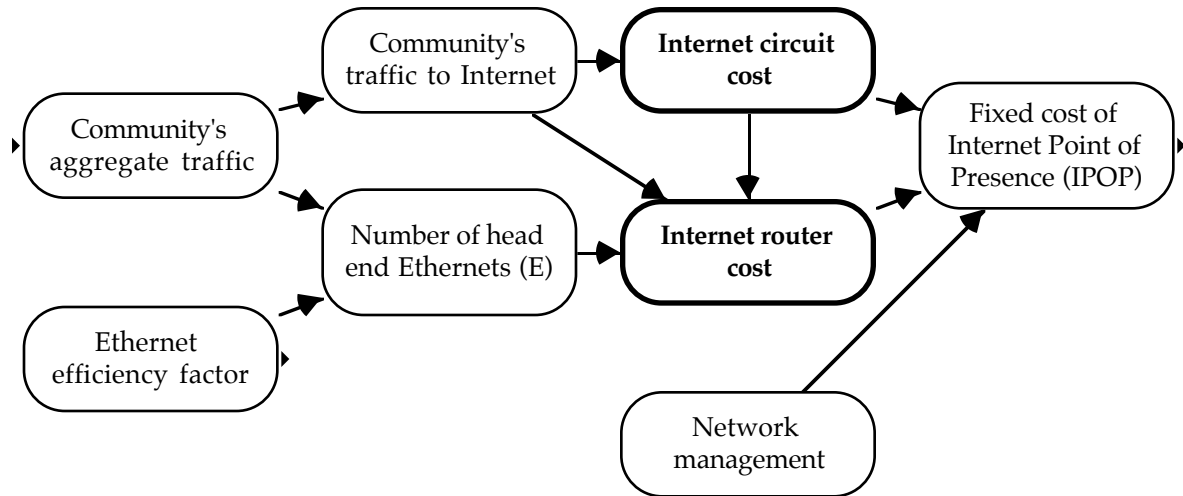 Community's
traffic to Internet
Internet circuit
cost
Community's
aggregate traffic
Fixed cost of
Internet Point of
Presence (IPOP)
Number of head
end Ethernets (E)
Internet router
cost
Ethernet
efficiency factor
Network
management